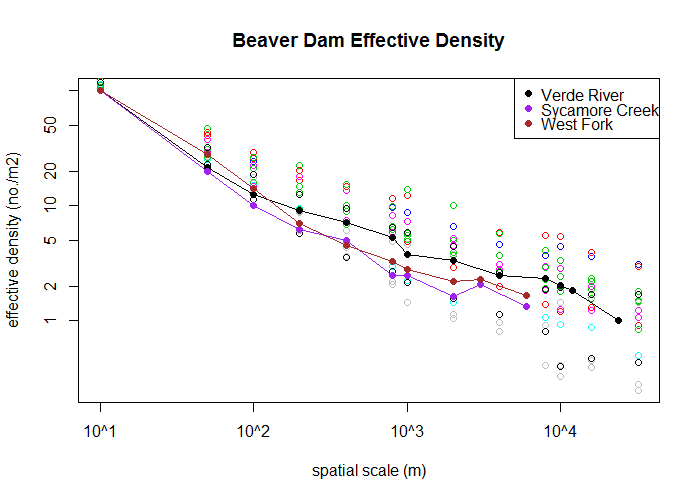 Beaver Dam Effective Density
Verde River
Sycamore Creek
West Fork
effective density (no./m2)
50
20
10
5
2
1
10^1 10^2 10^3 10^4
spatial scale (m)